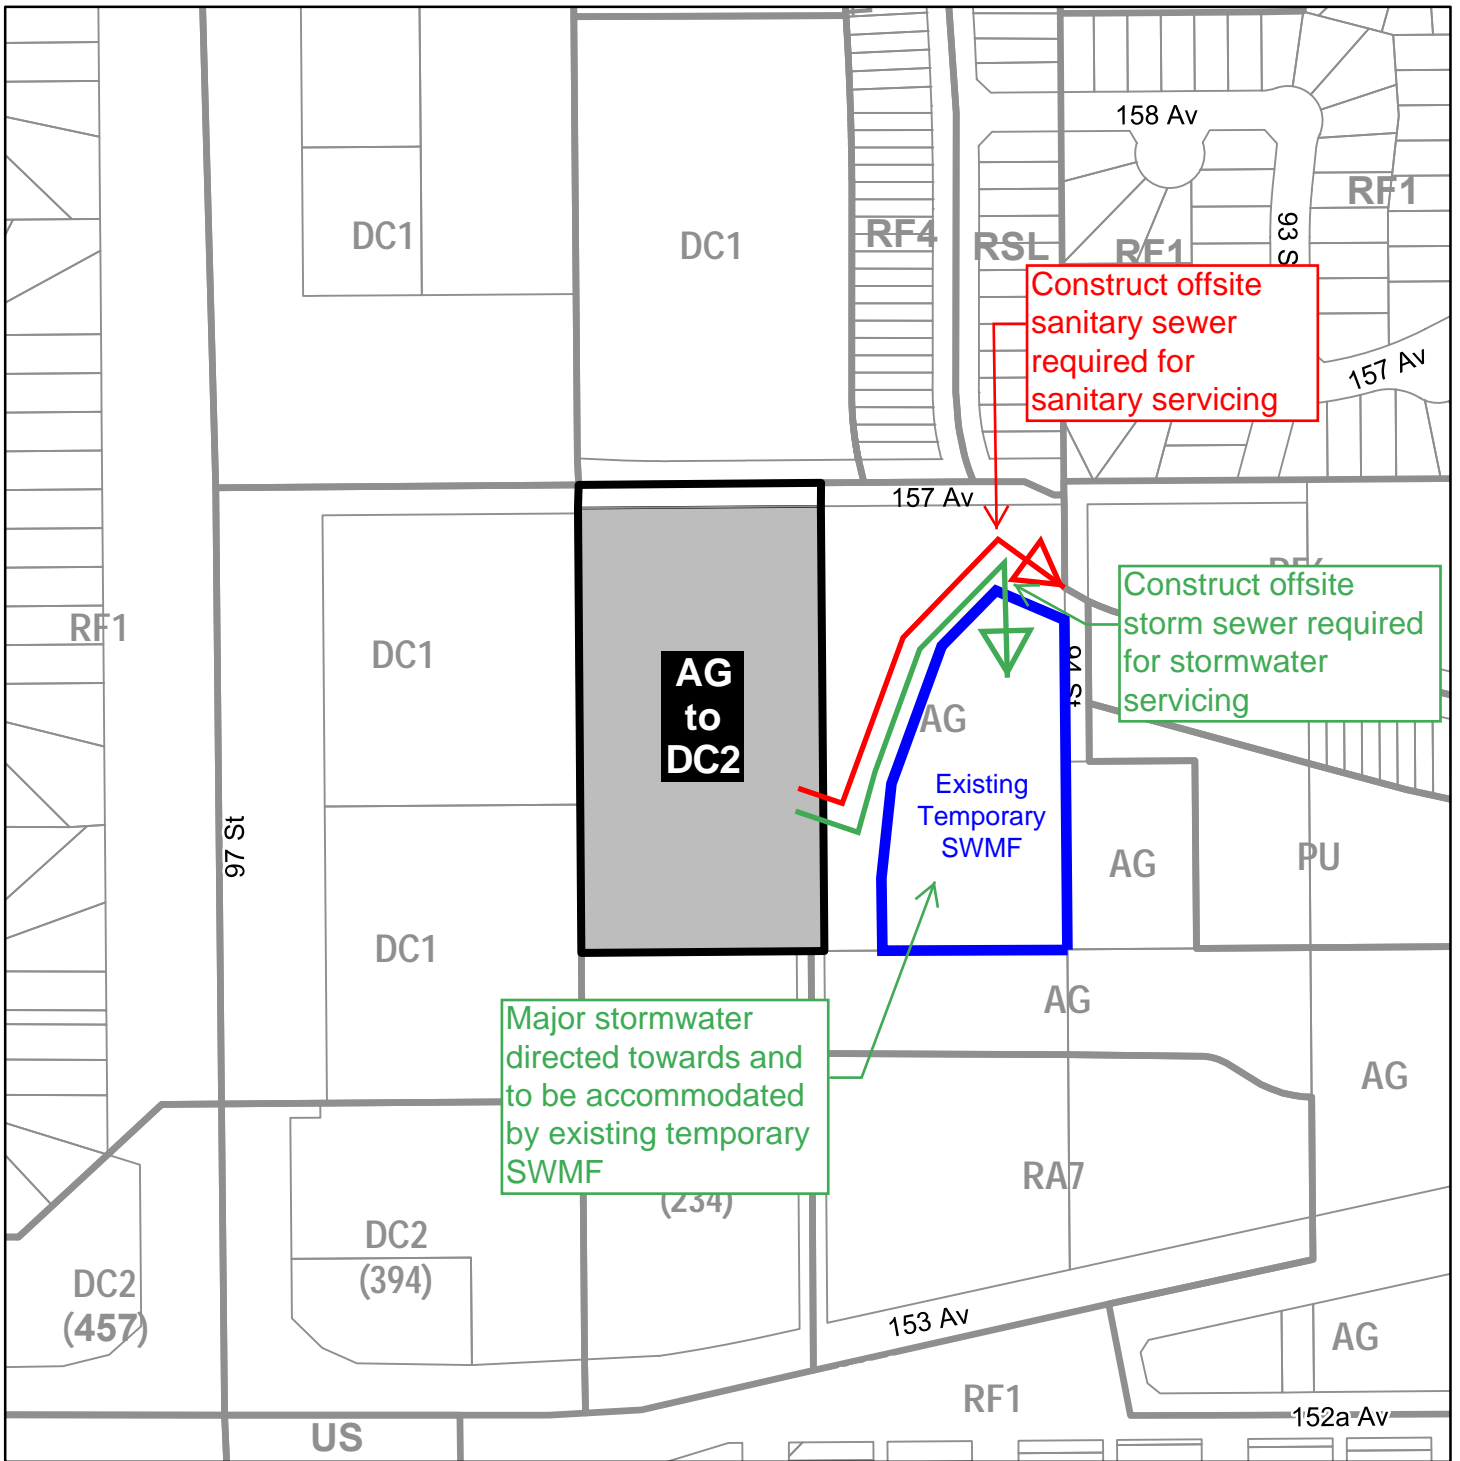 158 Av
RF1
93 S
DC1
DC1
RF4
RSL
RF1
Construct offsite
sanitary sewer
required for
sanitary servicing
157 Av
157 Av
Construct offsite
storm sewer required
for stormwater
servicing
RF1
DC1
AG
to
DC2
94 St
AG
Existing
Temporary
SWMF
97 St
AG
PU
DC1
AG
Major stormwater
directed towards and
to be accommodated
by existing temporary
SWMF
AG
RA7
(234)
DC2
(394)
DC2
(457)
153 Av
AG
RF1
152a Av
US